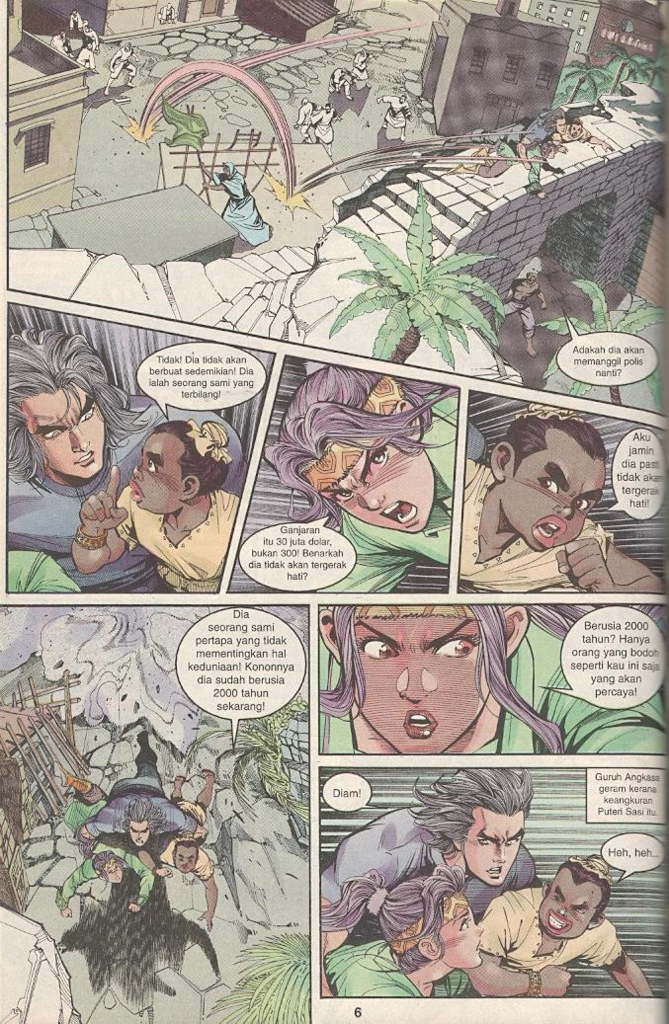 Adakah dia akan
memanggil polis
nanti?
Tidak! Dia tidak akan
berbuat sedemikian! Dia
ialah seorang sami yang
terbilang!
Ganjaran
itu 30 juta dolar,
bukan 300! Benarkah
dia tidak tergerak
hati?
Aku
jamin
dia pasti
tidak akan
tergerak
hati!
Dia
seorang sami
pertapa yang tidak
mementingkan hal
keduniaan! Kononnya
dia sudah berusia
2000 tahun
sekarang!
Berusia 2000
tahun? Hanya
orang yang bodoh
seperti kau ini saja
yang akan
percaya!
Diam!
Guruh Angkasa
geram kerana
keangkuran
Puteri Sasi itu.
Heh, heh...
6